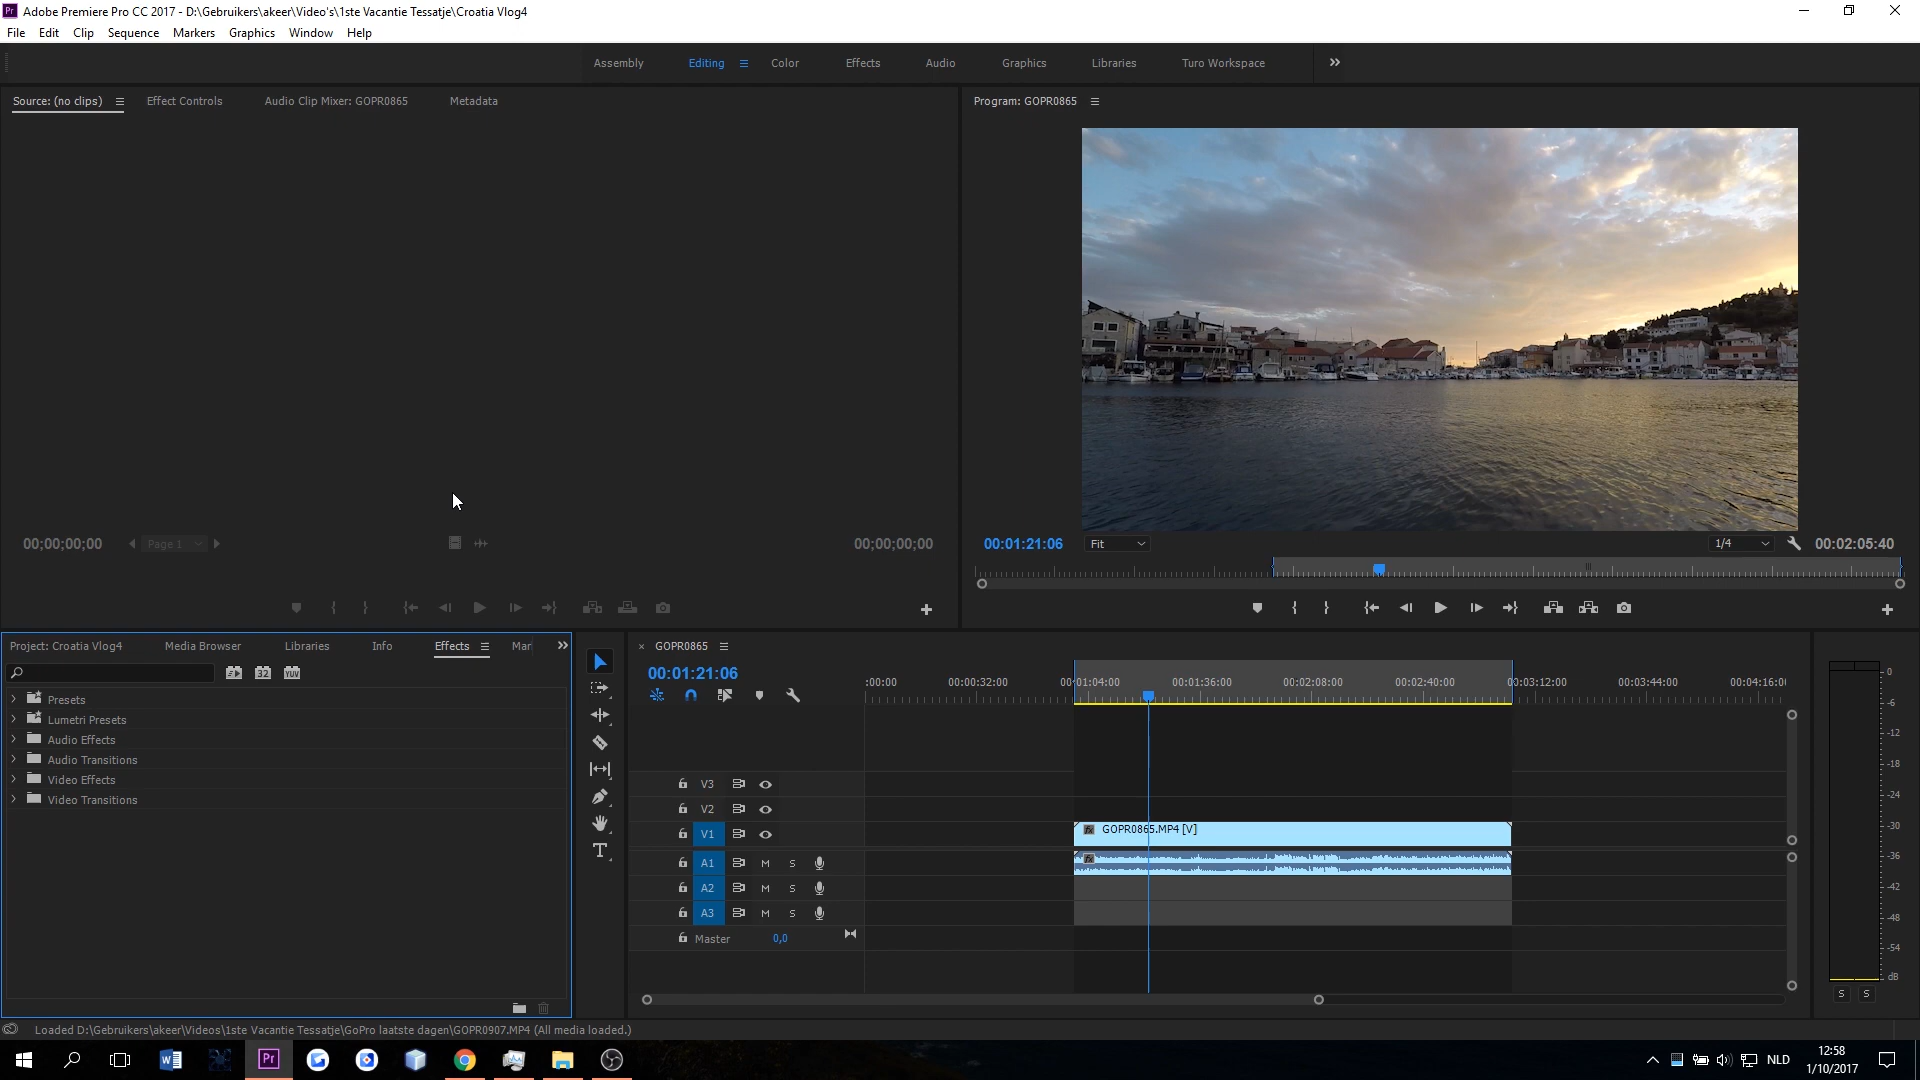 Adobe Premiere Pro CC 2017 - D:\Gebruikers\akeer\Video's\1ste Vacantie Tessatje\Croatia Vlog4
File Edit Clip Sequence Markers Graphics Window Help
Assembly Editing Color Effects Audio Graphics Libraries Turo Workspace
Source: (no clips) Effect Controls Audio Clip Mixer: GOPR0865 Metadata
Program: GOPR0865
00;00;00;00 Page 1 00;00;00;00
00:01:21:06 Fit 1/4 00:02:05:40
Project: Croatia Vlog4 Media Browser Libraries Info Effects Mar
32 YUV
Presets
Lumetri Presets
Audio Effects
Audio Transitions
Video Effects
Video Transitions
GOPR0865
00:01:21:06
:00:00 00:00:32:00 00:01:04:00 00:01:36:00 00:02:08:00 00:02:40:00 00:03:12:00 00:03:44:00 00:04:16:0
V3
V2
V1 fx GOPR0865.MP4 [V]
A1 M S fx
A2 M S
A3 M S
Master 0,0
0
-6
-12
-18
-24
-30
-36
-42
-48
-54
dB
S S
Loaded D:\Gebruikers\akeer\Videos\1ste Vacantie Tessatje\GoPro laatste dagen\GOPR0907.MP4 (All media loaded.)
NLD
12:58
1/10/2017